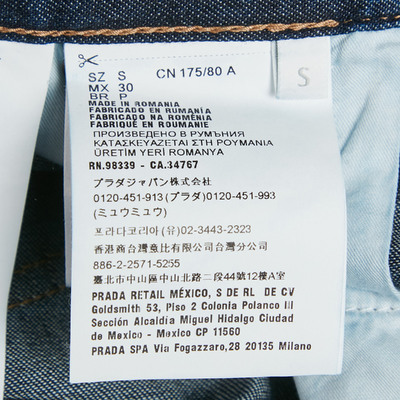 SZ S CN 175/80 A
MX 30
BR P
MADE IN ROMANIA
FABRICADO EN RUMANÍA
FABRICADO NA ROMÉNIA
FABRIQUÉ EN ROUMANIE
ПРОИЗВЕДЕНО В РУМЪНИЯ
ΚΑΤΑΣΚΕΥΑΖΕΤΑΙ ΣΤΗ ΡΟΥΜΑΝΙΑ
ÜRETİM YERİ ROMANYA
RN.98339 - CA.34767
プラダジャパン株式会社
0120-451-913 (プラダ) 0120-451-993
(ミュウミュウ)
프라다코리아(유) 02-3443-2323
香港商台灣意比有限公司台灣分公司
886-2-2571-5255
臺北市中山區中山北路二段44號12樓A室
PRADA RETAIL MÉXICO, S DE RL DE CV
Goldsmith 53, Piso 2 Colonia Polanco III
Sección Alcaldía Miguel Hidalgo Ciudad
de Mexico - Mexico CP 11560
PRADA SPA Via Fogazzaro,28 20135 Milano
S